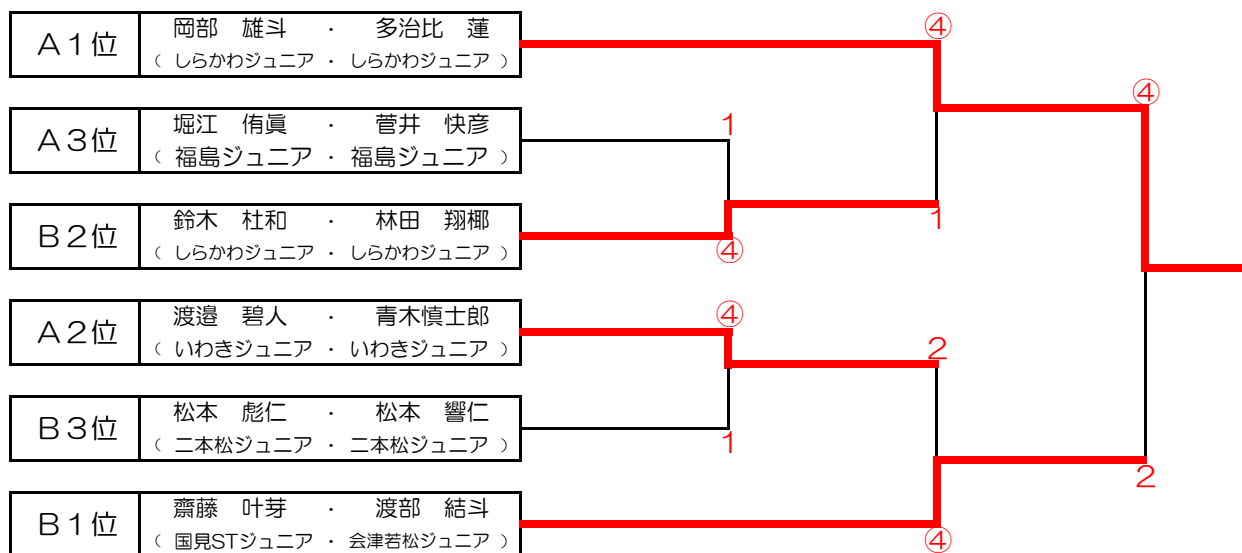 A1位 岡部 雄斗 ・ 多治比 蓮
( しらかわジュニア ・ しらかわジュニア )
④
④
A3位 堀江 侑眞 ・ 菅井 快彦
( 福島ジュニア ・ 福島ジュニア )
1
B2位 鈴木 杜和 ・ 林田 翔椰
( しらかわジュニア ・ しらかわジュニア )
1
④
A2位 渡邉 碧人 ・ 青木慎士郎
( いわきジュニア ・ いわきジュニア )
④
2
B3位 松本 彪仁 ・ 松本 響仁
( 二本松ジュニア ・ 二本松ジュニア )
1
2
B1位 齋藤 叶芽 ・ 渡部 結斗
( 国見STジュニア ・ 会津若松ジュニア )
④